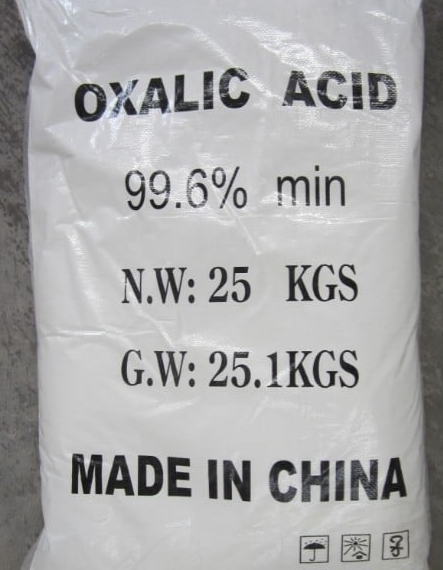 OXALIC ACID
99.6% min
N.W: 25 KGS
G.W: 25.1KGS
MADE IN CHINA